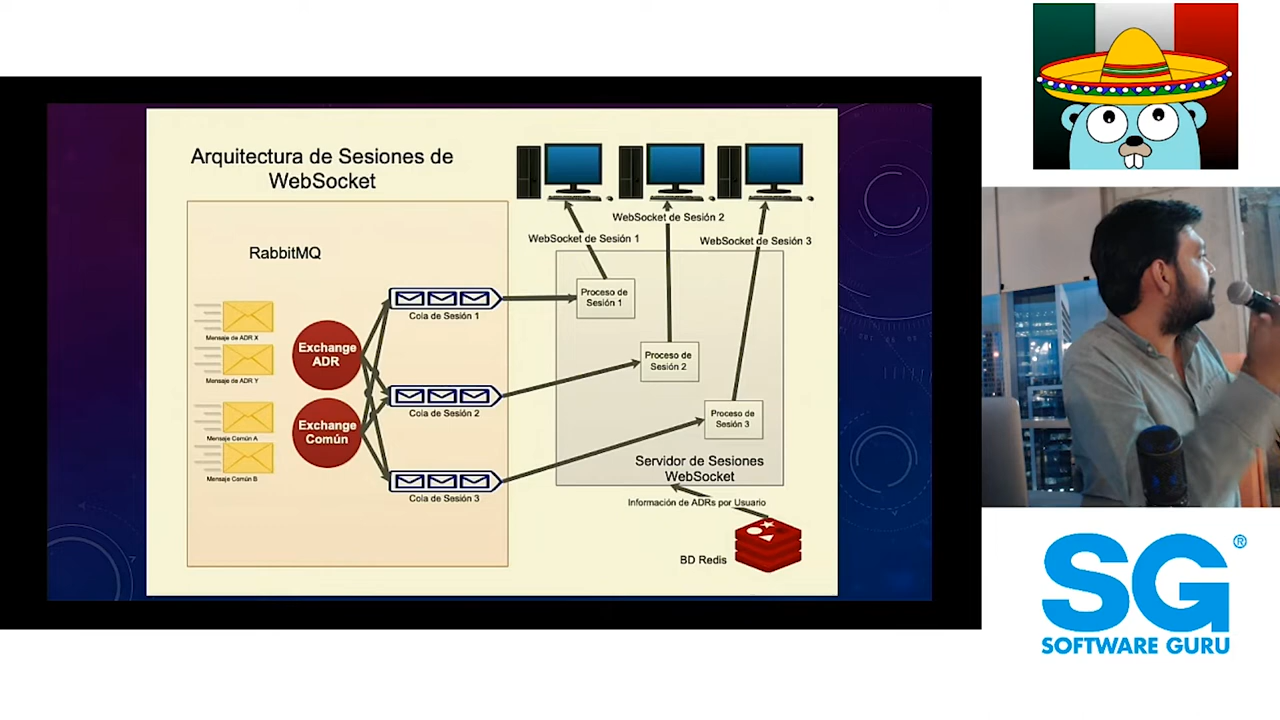 Arquitectura de Sesiones de
WebSocket
RabbitMQ
Mensaje de ADR X
Mensaje de ADR Y
Mensaje Común A
Mensaje Común B
Exchange
ADR
Exchange
Común
Cola de Sesión 1
Cola de Sesión 2
Cola de Sesión 3
WebSocket de Sesión 1
WebSocket de Sesión 2
WebSocket de Sesión 3
Proceso de
Sesión 1
Proceso de
Sesión 2
Proceso de
Sesión 3
Servidor de Sesiones
WebSocket
Información de ADRs por Usuario
BD Redis
SG®
SOFTWARE GURU